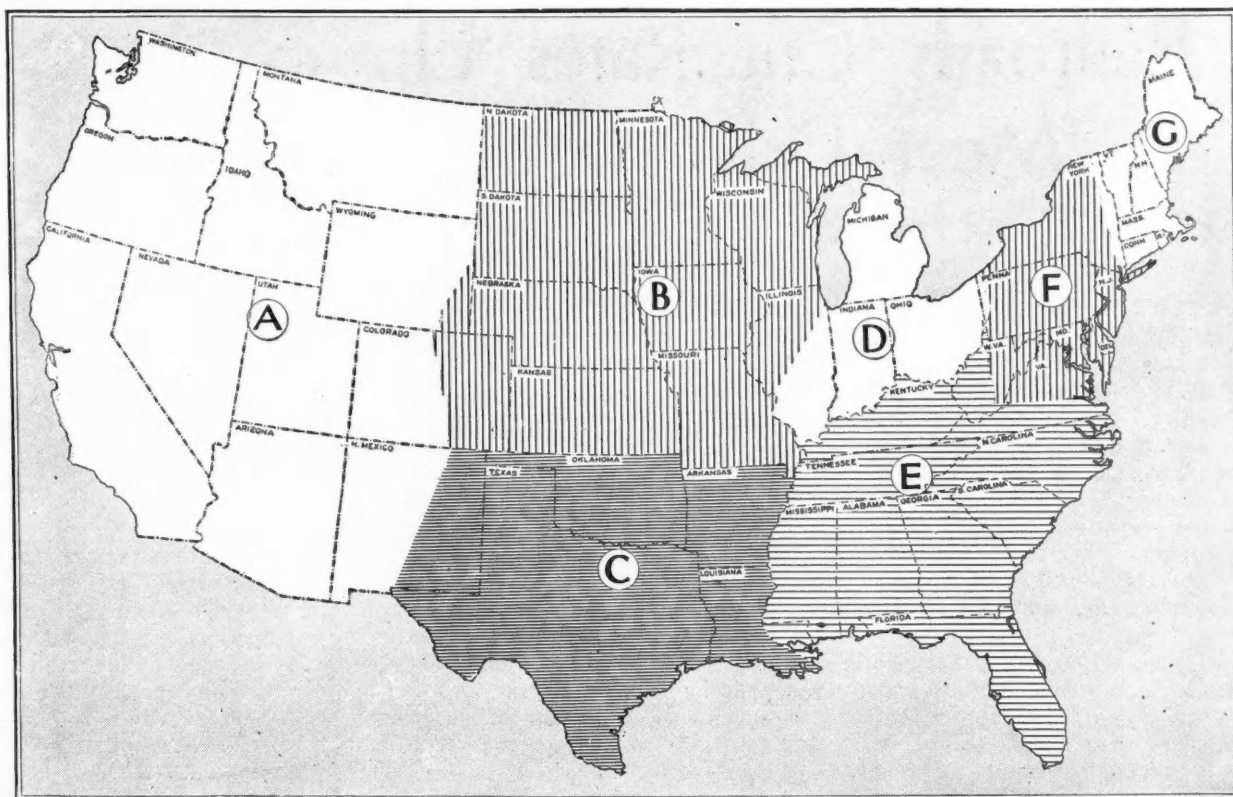 WASHINGTON
MONTANA
N. DAKOTA
MINNESOTA
MAINE
G
OREGON
IDAHO
NEW YORK
VT.
N.H.
S. DAKOTA
WISCONSIN
WYOMING
MICHIGAN
MASS.
CALIFORNIA
NEVADA
CONN.
R.I.
UTAH
NEBRASKA
IOWA
B
ILLINOIS
PENNA
F
N.J.
A
COLORADO
INDIANA
OHIO
D
MISSOURI
W. VA.
MD.
DEL.
KANSAS
VA.
KENTUCKY
ARIZONA
N. MEXICO
N. CAROLINA
TEXAS
OKLAHOMA
ARKANSAS
TENNESSEE
E
S. CAROLINA
MISSISSIPPI
ALABAMA
GEORGIA
C
LOUISIANA
FLORIDA